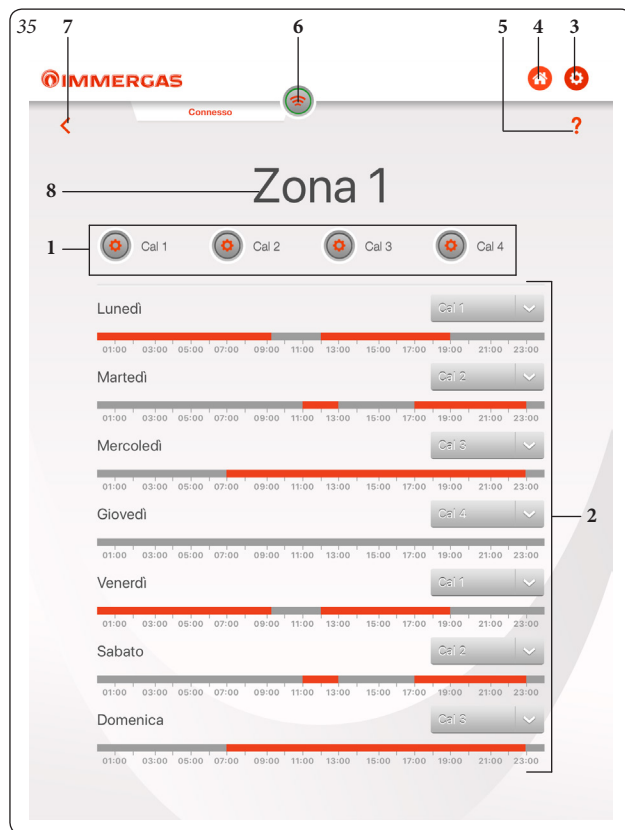 35 7 6 5 4 3
IMMERGAS
Connesso
?
8 Zona 1
1 Cal 1 Cal 2 Cal 3 Cal 4
Lunedì Cal 1
01:00 03:00 05:00 07:00 09:00 11:00 13:00 15:00 17:00 19:00 21:00 23:00
Martedì Cal 2
01:00 03:00 05:00 07:00 09:00 11:00 13:00 15:00 17:00 19:00 21:00 23:00
Mercoledì Cal 3
01:00 03:00 05:00 07:00 09:00 11:00 13:00 15:00 17:00 19:00 21:00 23:00
Giovedì Cal 4
2
01:00 03:00 05:00 07:00 09:00 11:00 13:00 15:00 17:00 19:00 21:00 23:00
Venerdì Cal 1
01:00 03:00 05:00 07:00 09:00 11:00 13:00 15:00 17:00 19:00 21:00 23:00
Sabato Cal 2
01:00 03:00 05:00 07:00 09:00 11:00 13:00 15:00 17:00 19:00 21:00 23:00
Domenica Cal 3
01:00 03:00 05:00 07:00 09:00 11:00 13:00 15:00 17:00 19:00 21:00 23:00